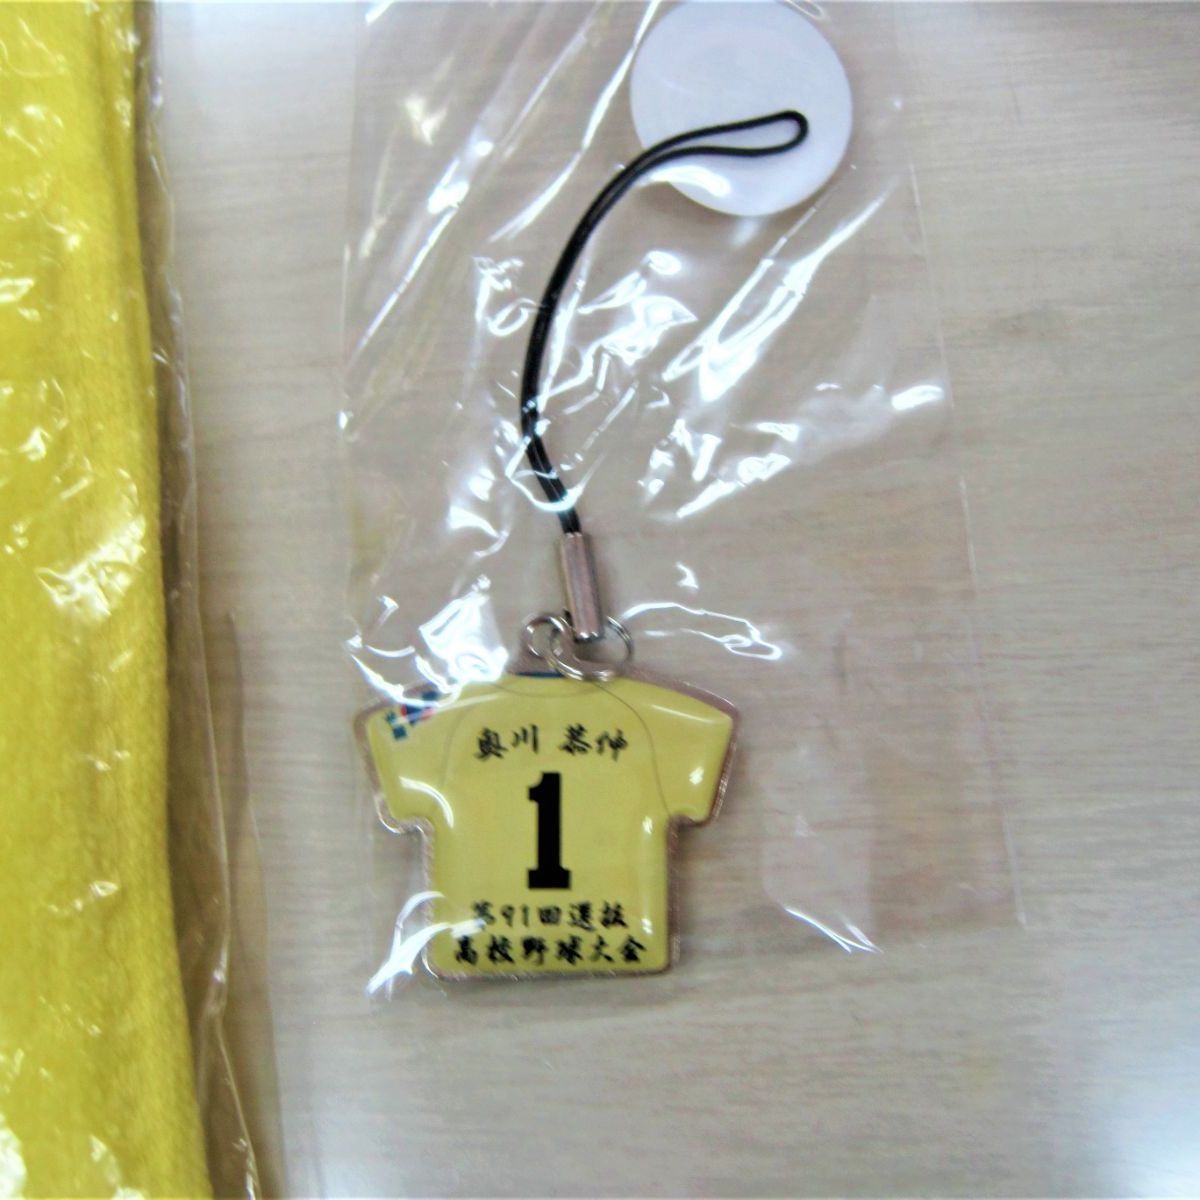 奥川 恭伸
1
第91回選抜
高校野球大会